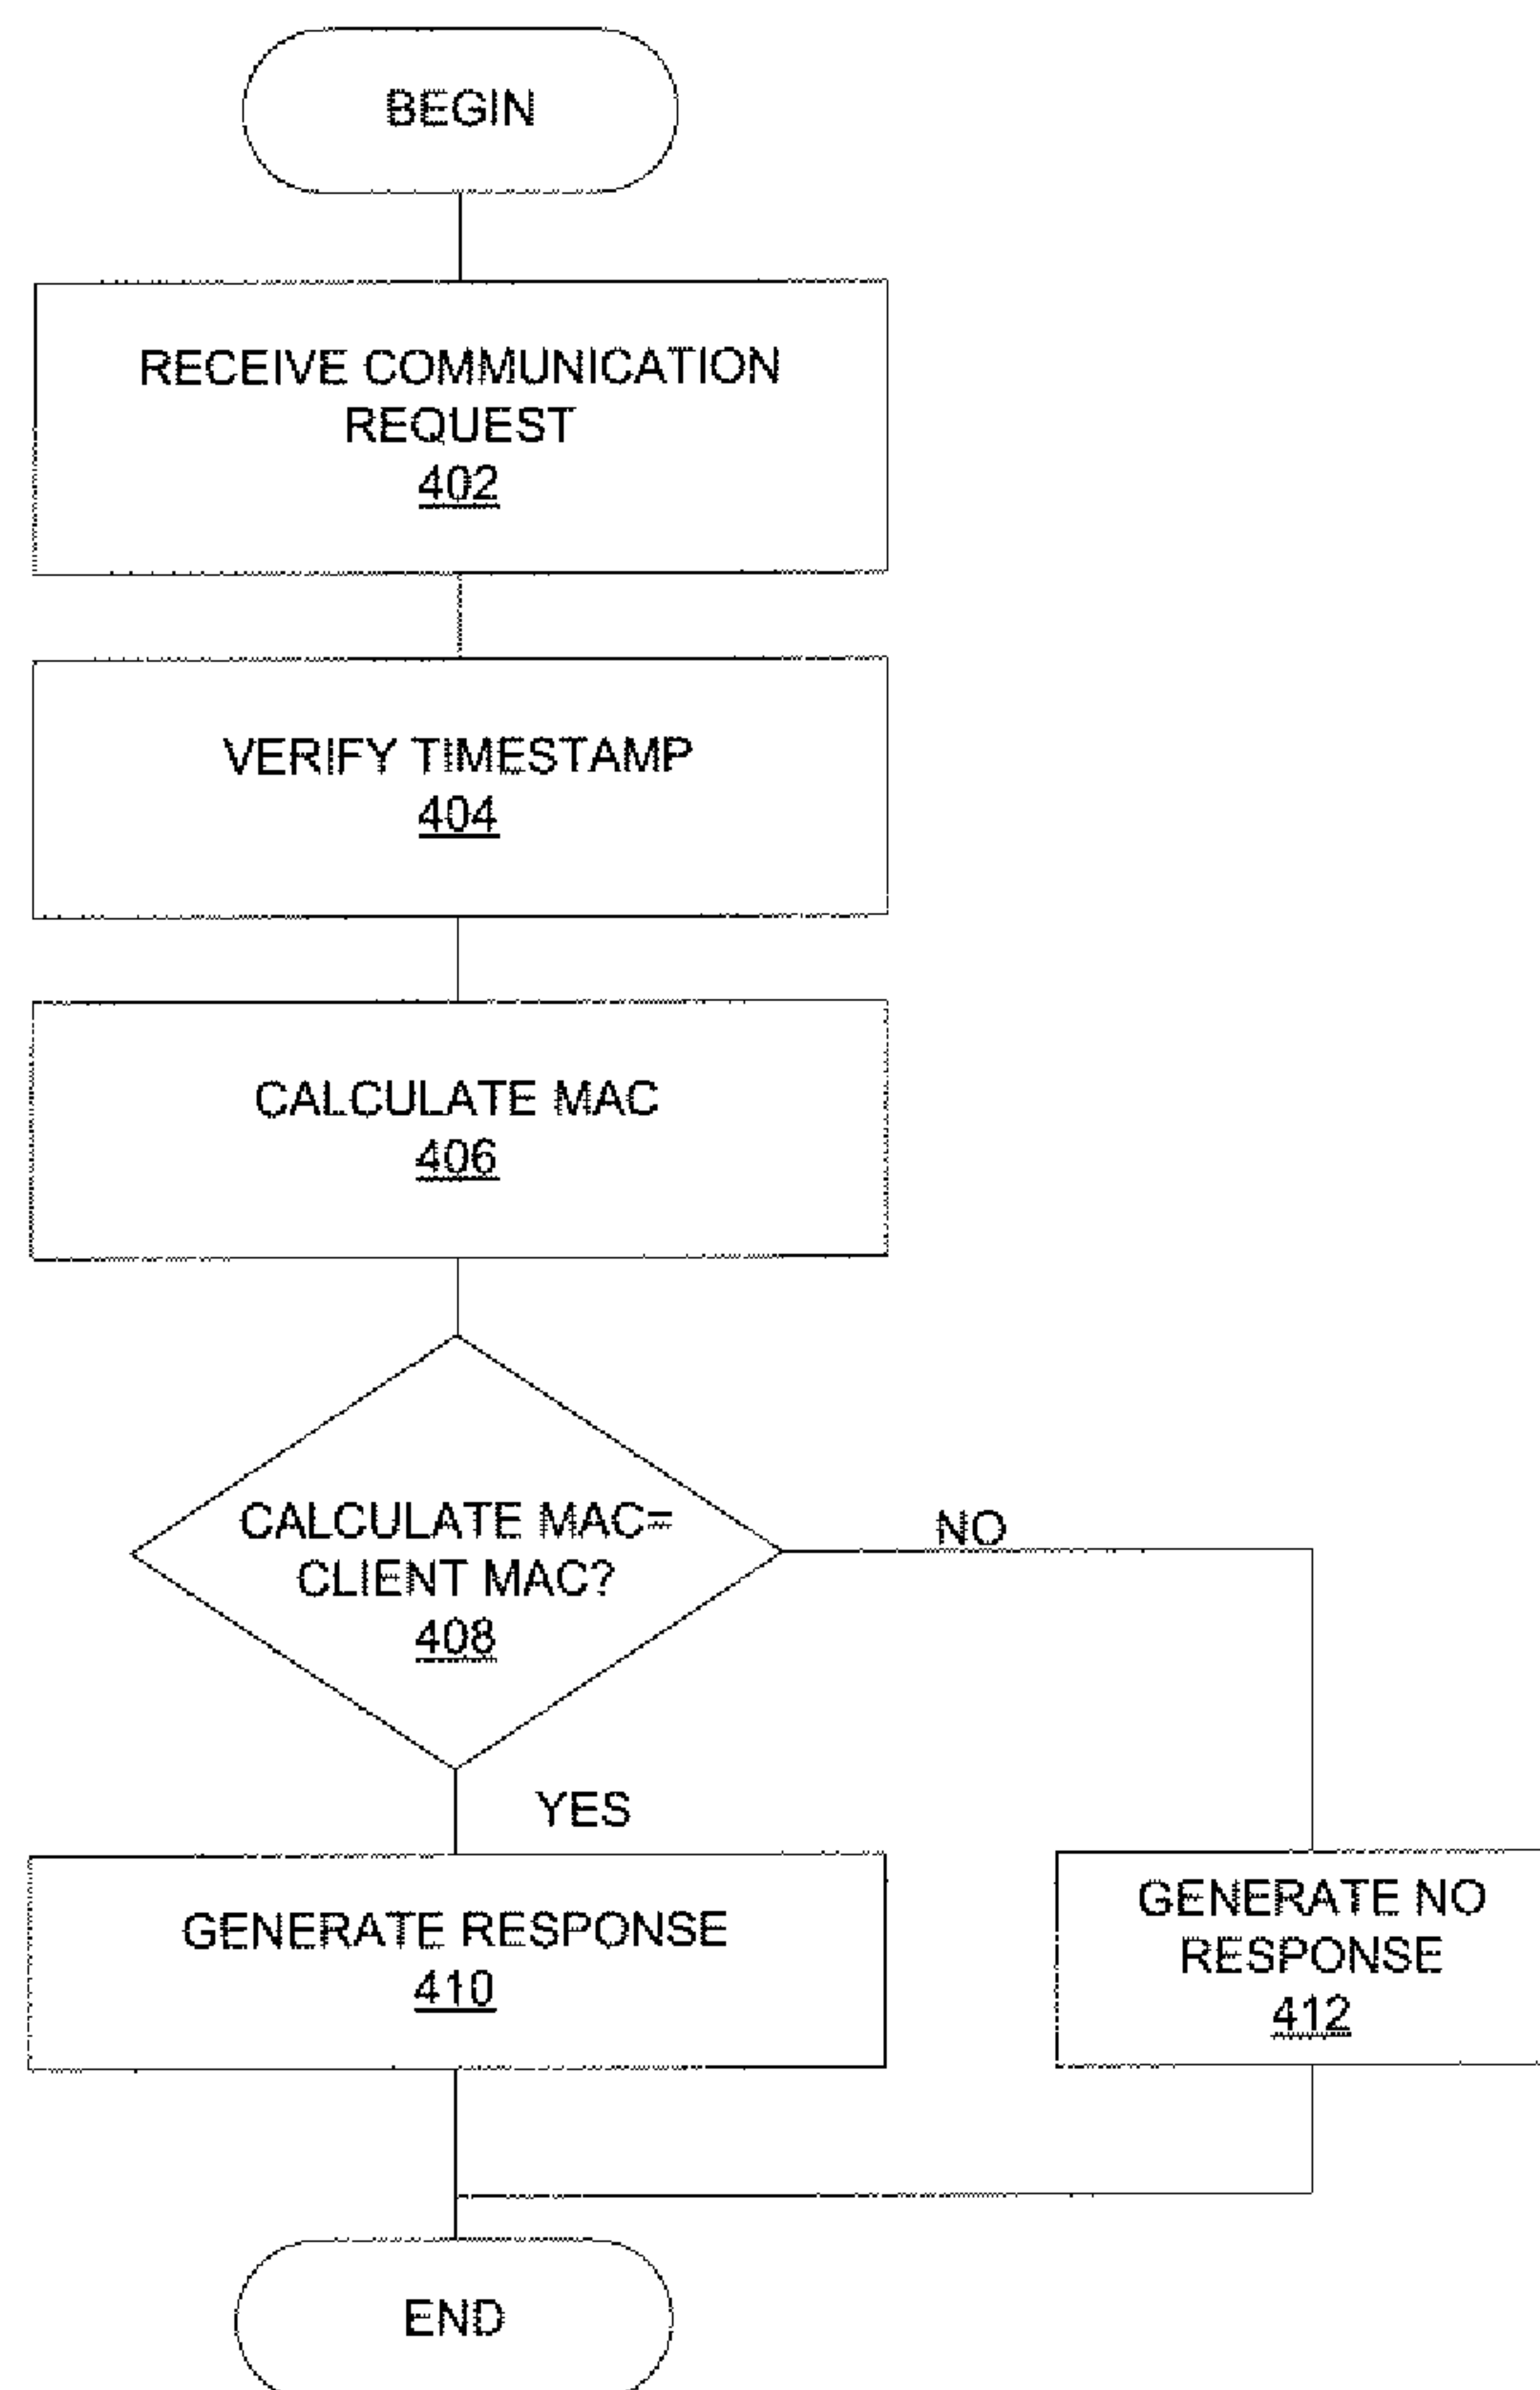 BEGIN
RECEIVE COMMUNICATION
REQUEST
402
VERIFY TIMESTAMP
404
CALCULATE MAC
406
CALCULATE MAC=
CLIENT MAC?
408
NO
YES
GENERATE RESPONSE
410
GENERATE NO
RESPONSE
412
END